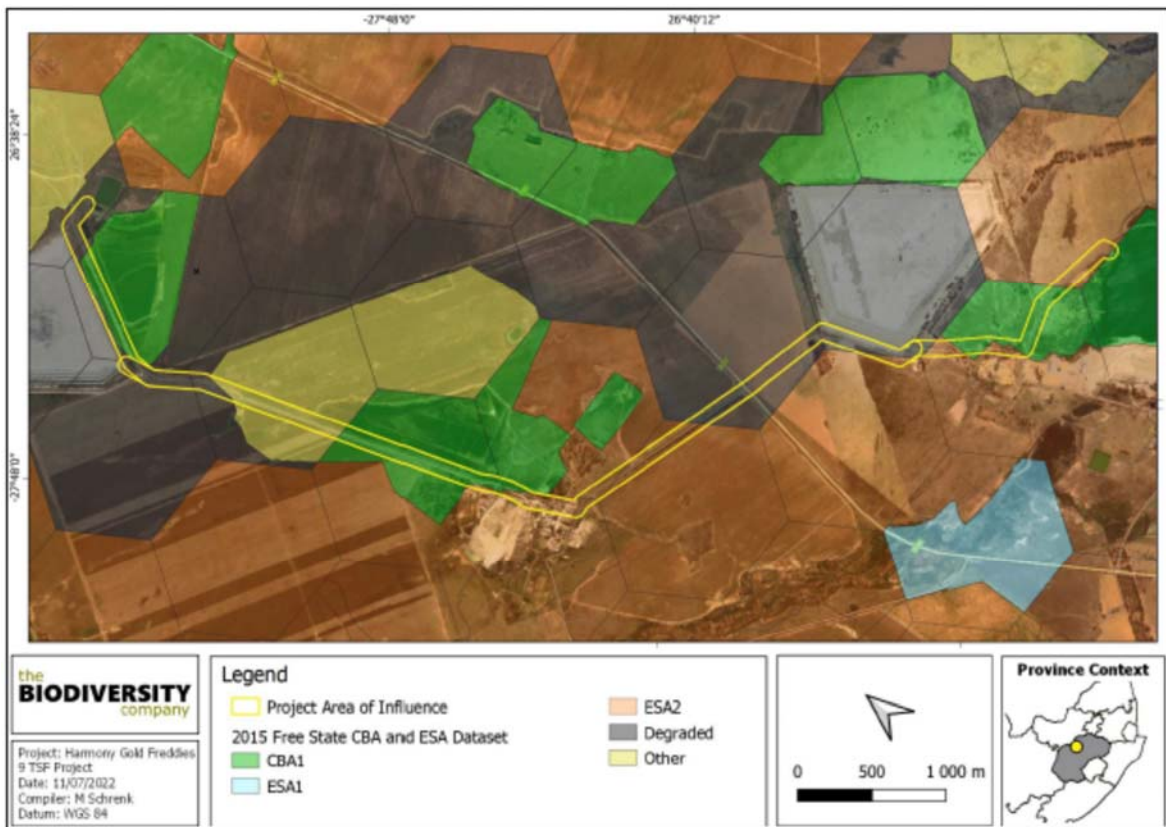 -27°48'0"
26°40'12"
26°38'24"
-27°48'0"
the
BIODIVERSITY
company
Project: Harmony Gold Freddies
9 TSF Project
Date: 11/07/2022
Compiler: M Schrenk
Datum: WGS 84
Legend
Project Area of Influence
2015 Free State CBA and ESA Dataset
CBA1
ESA1
ESA2
Degraded
Other
0 500 1 000 m
Province Context